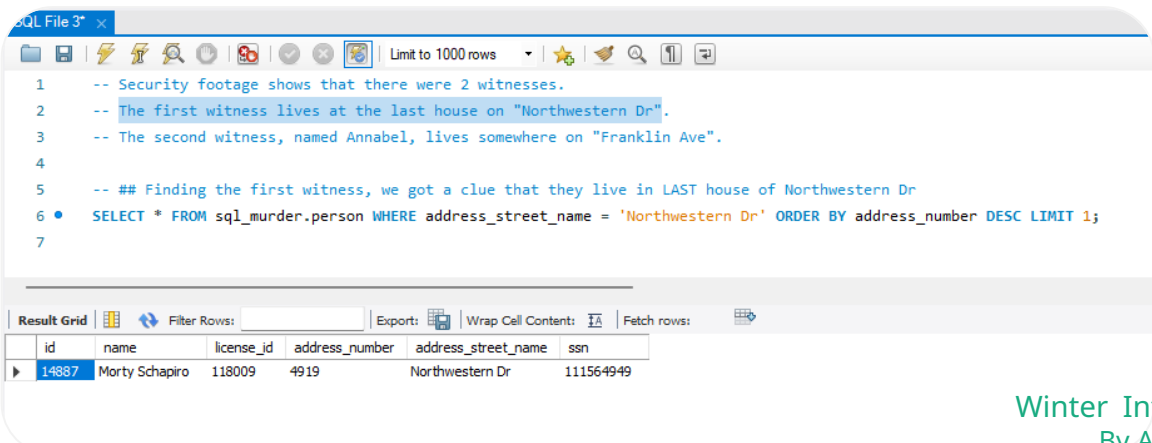 SQL File 3*
Limit to 1000 rows
1 -- Security footage shows that there were 2 witnesses.
2 -- The first witness lives at the last house on "Northwestern Dr".
3 -- The second witness, named Annabel, lives somewhere on "Franklin Ave".
4
5 -- ## Finding the first witness, we got a clue that they live in LAST house of Northwestern Dr
6 SELECT * FROM sql_murder.person WHERE address_street_name = 'Northwestern Dr' ORDER BY address_number DESC LIMIT 1;
7
Result Grid Filter Rows: Export: Wrap Cell Content: Fetch rows:
id name license_id address_number address_street_name ssn
14887 Morty Schapiro 118009 4919 Northwestern Dr 111564949
Winter
By